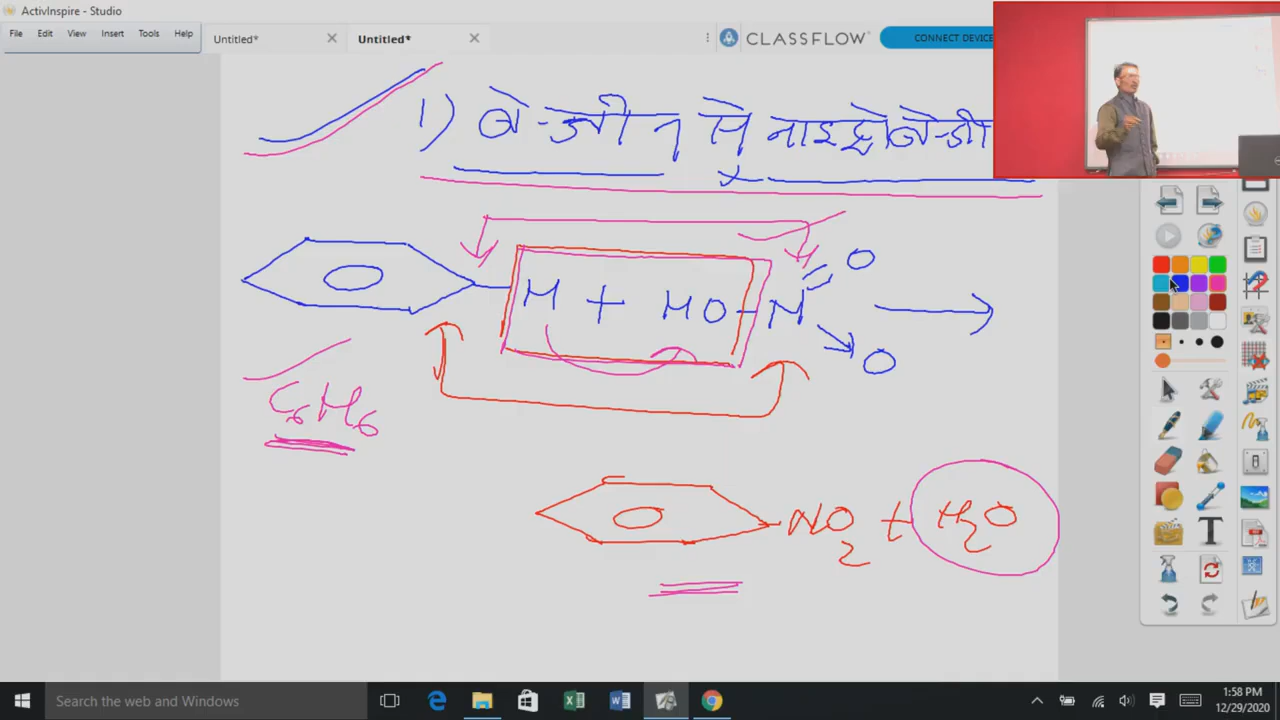 ActivInspire - Studio
File Edit View Insert Tools Help
Untitled* Untitled* CLASSFLOW CONNECT DEVICE
1) बेन्जीन से नाइट्रोबेन्जी
H + HO-N
O
O
C6H6
NO2 + H2O
Search the web and Windows
1:58 PM
12/29/2020